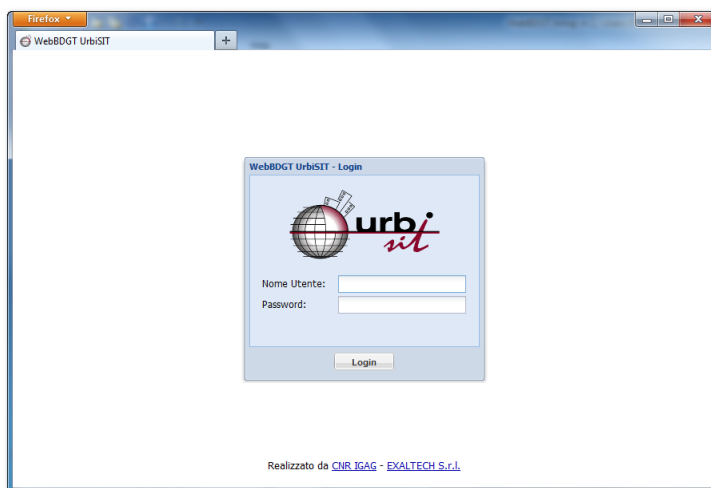 Firefox
WebBDGT UrbiSIT
WebBDGT UrbiSIT - Login
urbi
sit
Nome Utente:
Password:
Login
Realizzato da CNR IGAG - EXALTECH S.r.l.